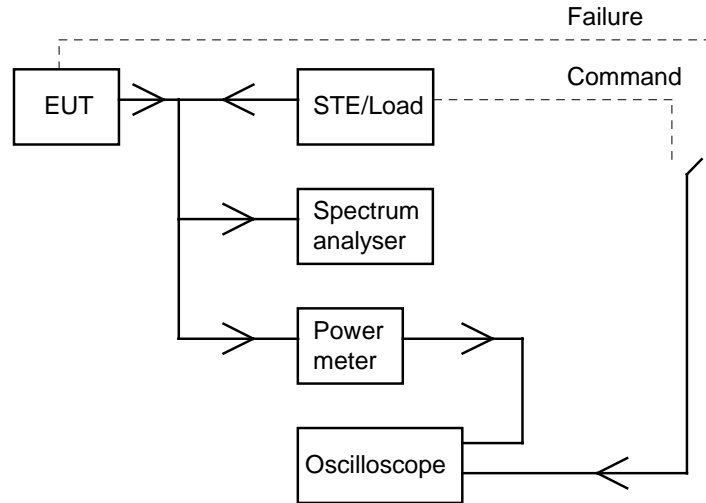 Failure
EUT
STE/Load
Command
Spectrum
analyser
Power
meter
Oscilloscope